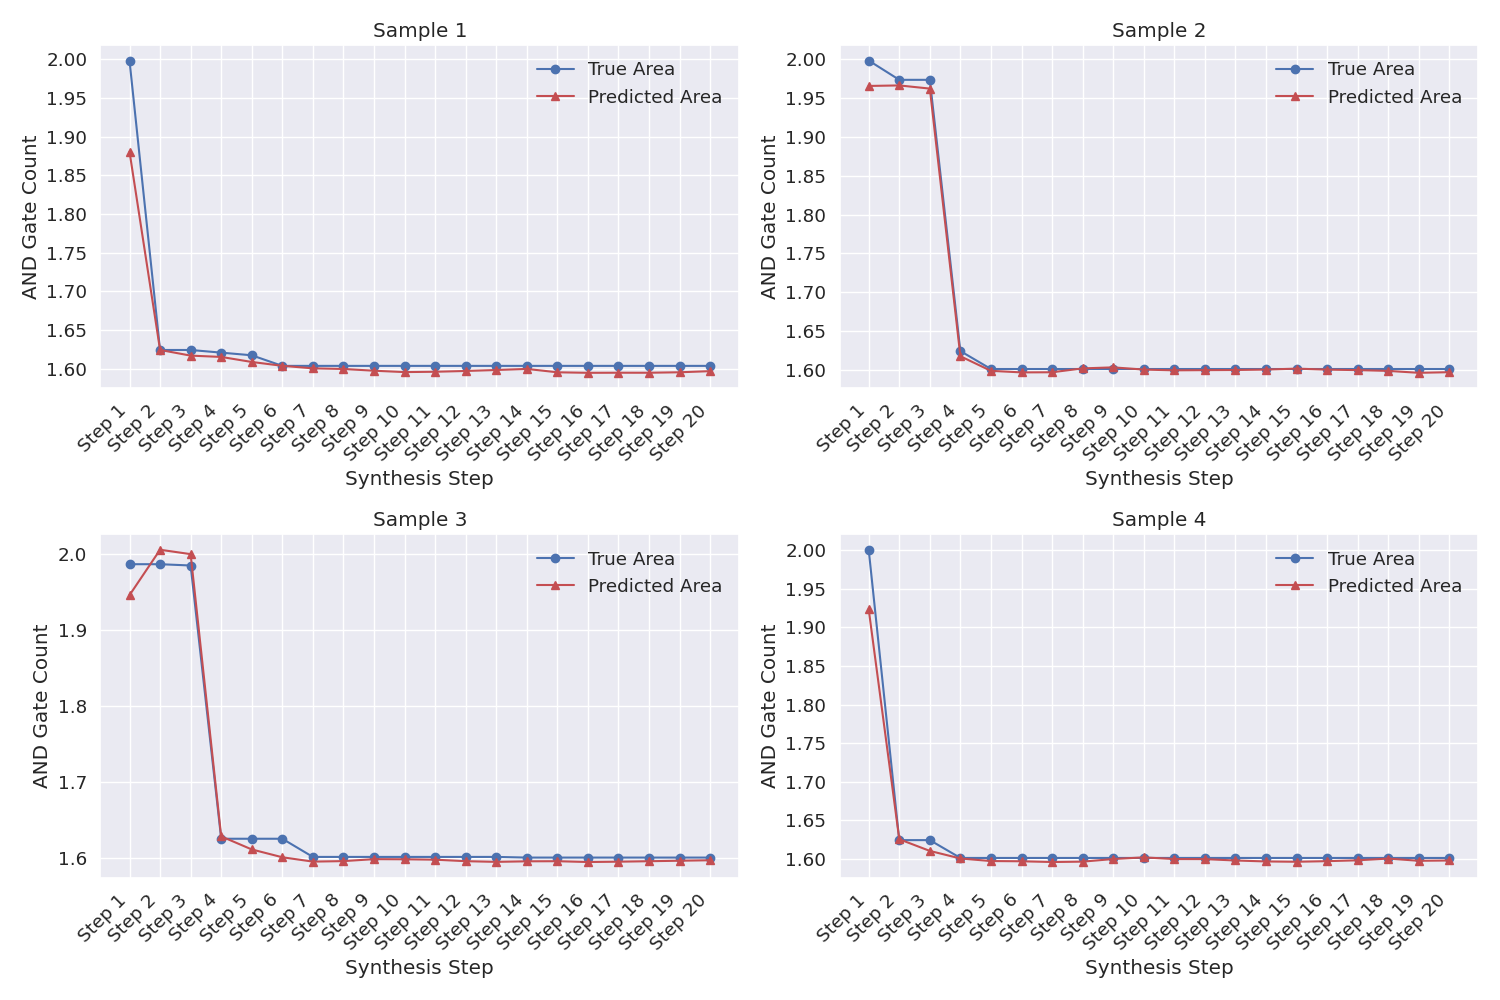 Sample 1
AND Gate Count
2.00
1.95
1.90
1.85
1.80
1.75
1.70
1.65
1.60
True Area
Predicted Area
Step 1
Step 2
Step 3
Step 4
Step 5
Step 6
Step 7
Step 8
Step 9
Step 10
Step 11
Step 12
Step 13
Step 14
Step 15
Step 16
Step 17
Step 18
Step 19
Step 20
Synthesis Step
Sample 2
AND Gate Count
2.00
1.95
1.90
1.85
1.80
1.75
1.70
1.65
1.60
True Area
Predicted Area
Step 1
Step 2
Step 3
Step 4
Step 5
Step 6
Step 7
Step 8
Step 9
Step 10
Step 11
Step 12
Step 13
Step 14
Step 15
Step 16
Step 17
Step 18
Step 19
Step 20
Synthesis Step
Sample 3
AND Gate Count
2.0
1.9
1.8
1.7
1.6
True Area
Predicted Area
Step 1
Step 2
Step 3
Step 4
Step 5
Step 6
Step 7
Step 8
Step 9
Step 10
Step 11
Step 12
Step 13
Step 14
Step 15
Step 16
Step 17
Step 18
Step 19
Step 20
Synthesis Step
Sample 4
AND Gate Count
2.00
1.95
1.90
1.85
1.80
1.75
1.70
1.65
1.60
True Area
Predicted Area
Step 1
Step 2
Step 3
Step 4
Step 5
Step 6
Step 7
Step 8
Step 9
Step 10
Step 11
Step 12
Step 13
Step 14
Step 15
Step 16
Step 17
Step 18
Step 19
Step 20
Synthesis Step